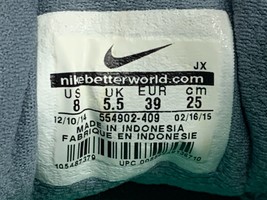 JX
nikebetterworld.com
US UK EUR cm
8 5.5 39 25
12/10/14 554902-409 02/16/15
MADE IN INDONESIA
FABRIQUE EN INDONESIE
UPC